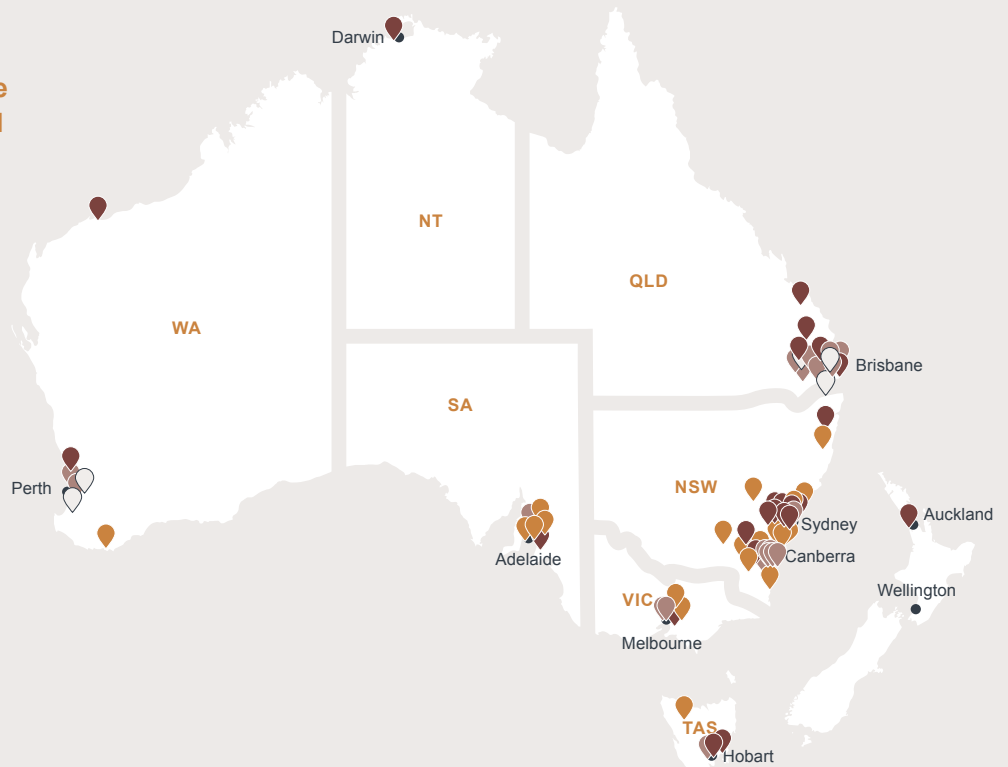 Darwin
NT
QLD
WA
Brisbane
SA
Perth
NSW
Auckland
Sydney
Adelaide
Canberra
Wellington
VIC
Melbourne
TAS
Hobart